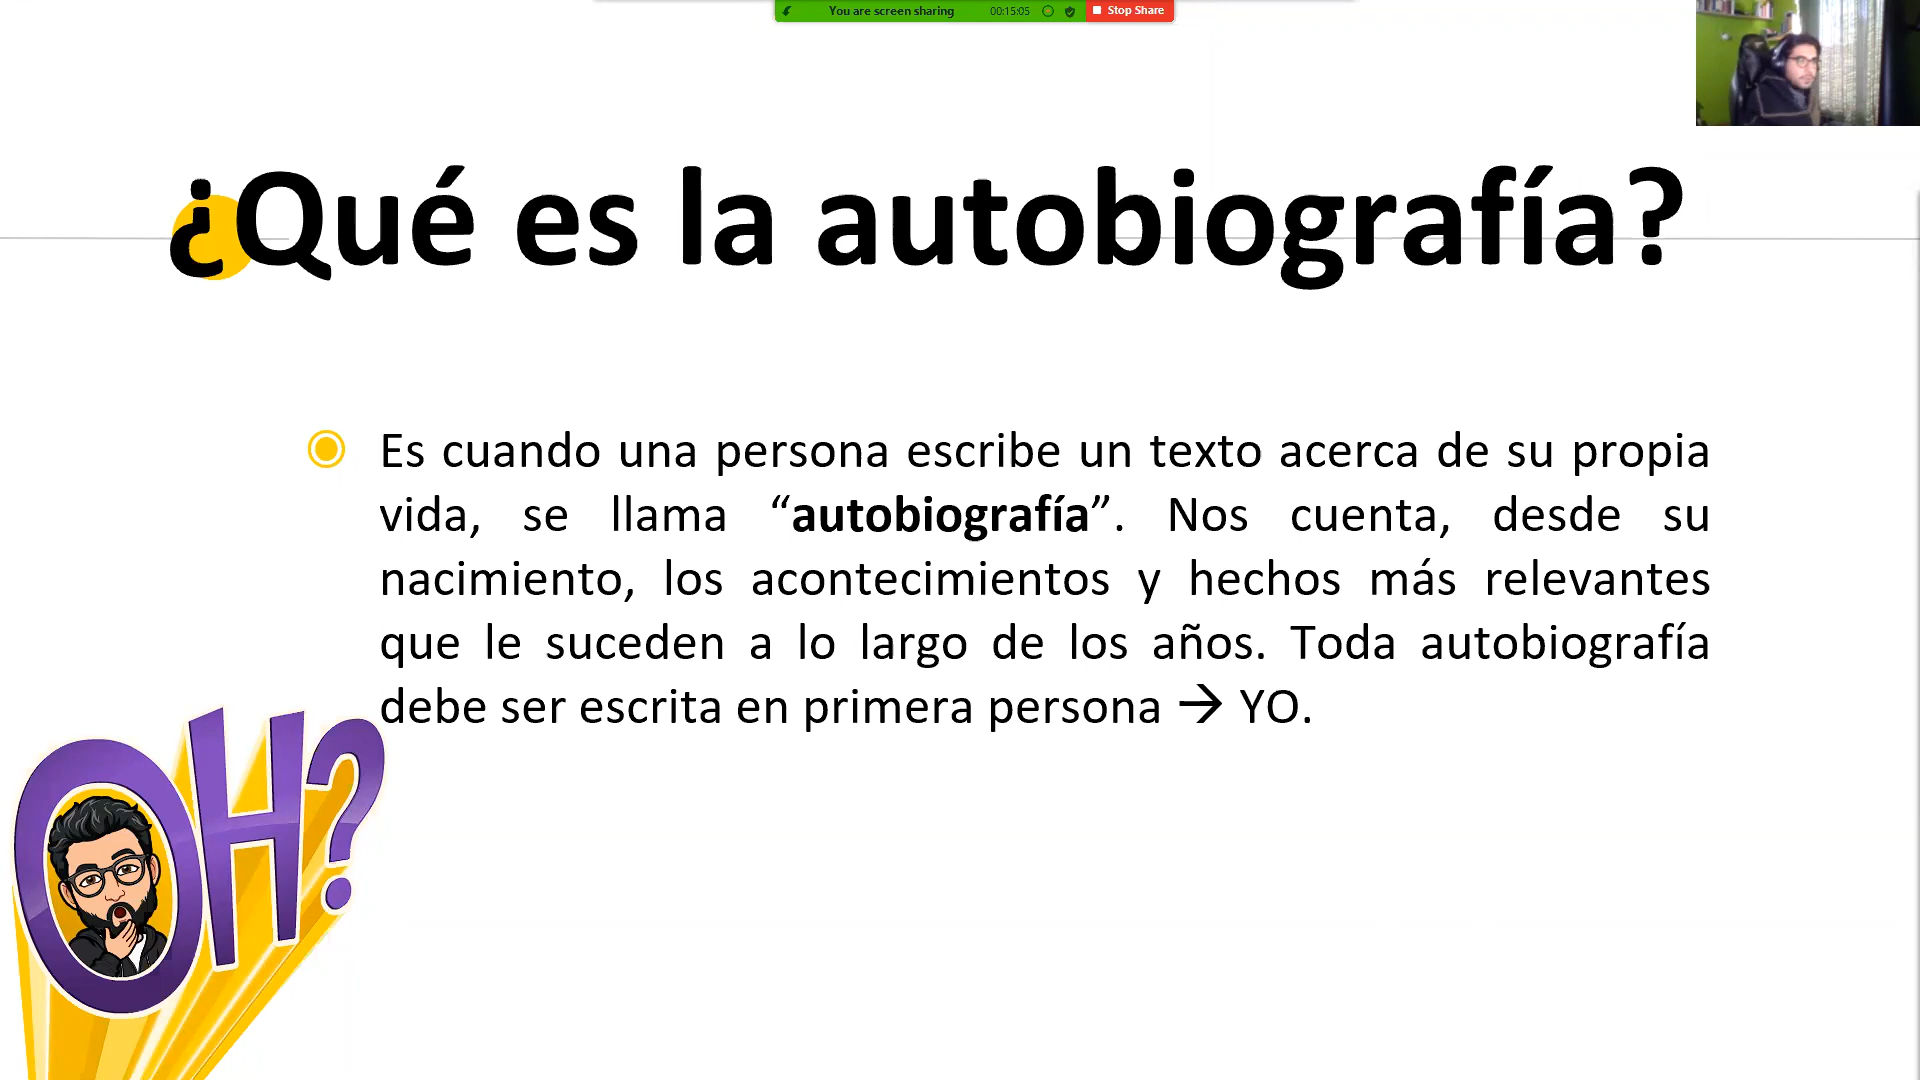 You are screen sharing 00:15:05 Stop Share
¿Qué es la autobiografía?
Es cuando una persona escribe un texto acerca de su propia
vida, se llama “autobiografía”. Nos cuenta, desde su
nacimiento, los acontecimientos y hechos más relevantes
que le suceden a lo largo de los años. Toda autobiografía
debe ser escrita en primera persona → YO.
OH?